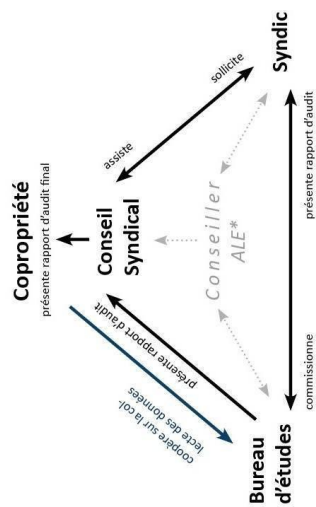 Copropriété
présente rapport d'audit final
Conseil
Syndical
assiste
sollicite
Conseiller
ALE*
Syndic
présente rapport d'audit
coopère sur la col-
lecte des données
Bureau
d'études
commissionne
présente rapport d'audit